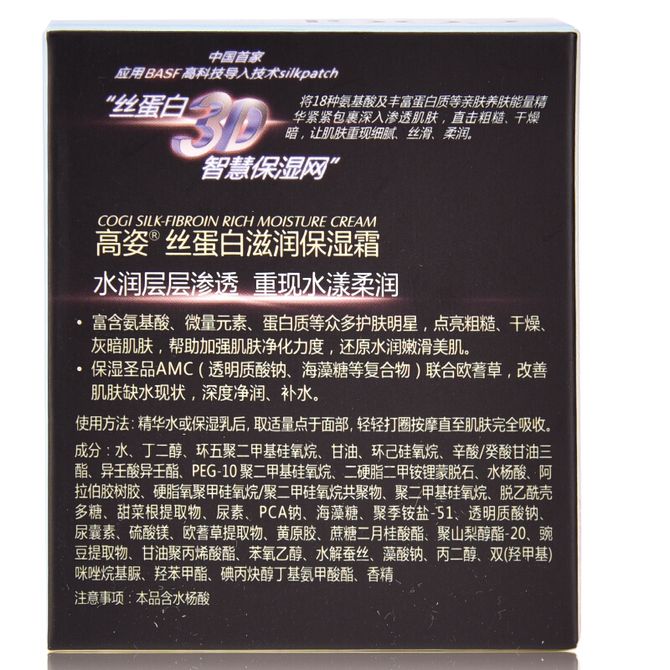 中国首家
应用BASF高科技导入技术silkpatch
“丝蛋白
3D
智慧保湿网”
将18种氨基酸及丰富蛋白质等亲肤养肤能量精
华紧紧包裹深入渗透肌肤，直击粗糙、干燥
暗，让肌肤重现细腻、丝滑、柔润。
COGI SILK-FIBROIN RICH MOISTURE CREAM
高姿® 丝蛋白滋润保湿霜
水润层层渗透 重现水漾柔润
• 富含氨基酸、微量元素、蛋白质等众多护肤明星，点亮粗糙、干燥、
灰暗肌肤，帮助加强肌肤净化力度，还原水润嫩滑美肌。
• 保湿圣品AMC（透明质酸钠、海藻糖等复合物）联合欧蓍草，改善
肌肤缺水现状，深度净润、补水。
使用方法：精华水或保湿乳后，取适量点于面部，轻轻打圈按摩直至肌肤完全吸收。
成分：水、丁二醇、环五聚二甲基硅氧烷、甘油、环己硅氧烷、辛酸/癸酸甘油三
酯、异壬酸异壬酯、PEG-10 聚二甲基硅氧烷、二硬脂二甲铵锂蒙脱石、水杨酸、阿
拉伯胶树胶、硬脂氧聚甲硅氧烷/聚二甲硅氧烷共聚物、聚二甲基硅氧烷、脱乙酰壳
多糖、甜菜根提取物、尿素、PCA钠、海藻糖、聚季铵盐-51、透明质酸钠、
尿囊素、硫酸镁、欧蓍草提取物、黄原胶、蔗糖二月桂酸酯、聚山梨醇酯-20、豌
豆提取物、甘油聚丙烯酸酯、苯氧乙醇、水解蚕丝、藻酸钠、丙二醇、双(羟甲基)
咪唑烷基脲、羟苯甲酯、碘丙炔醇丁基氨甲酸酯、香精
注意事项：本品含水杨酸